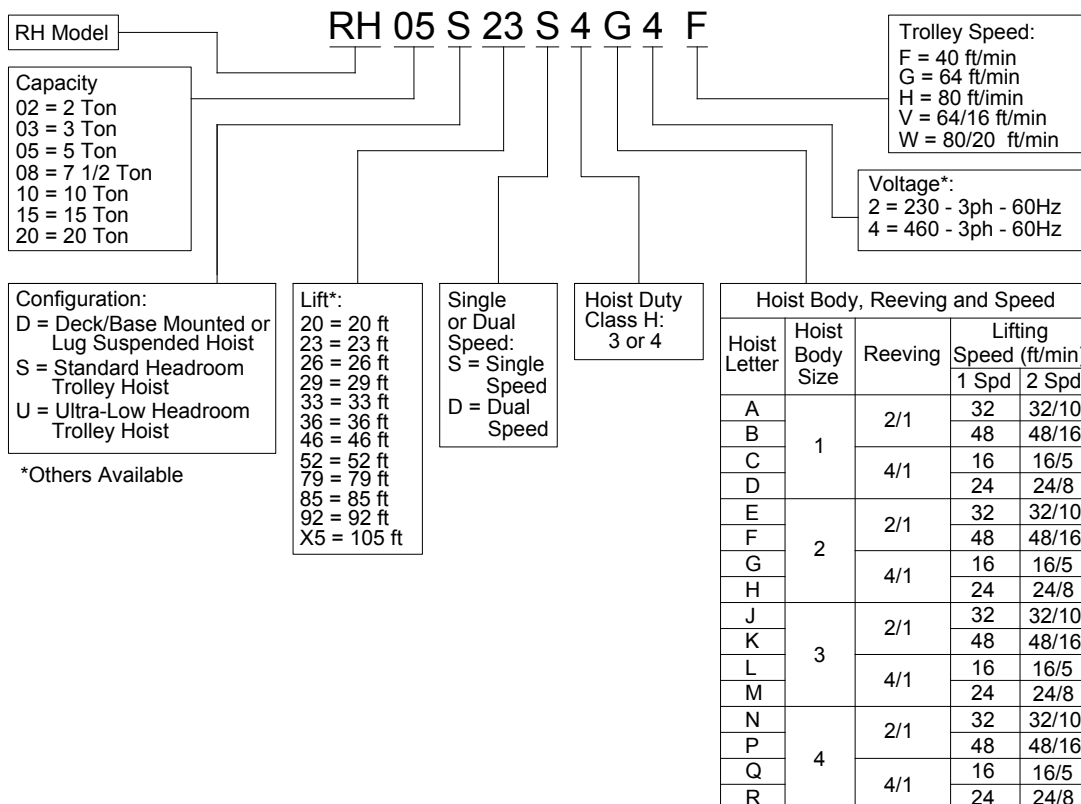 RH 05 S 23 S 4 G 4 F
RH Model
Capacity
02 = 2 Ton
03 = 3 Ton
05 = 5 Ton
08 = 7 1/2 Ton
10 = 10 Ton
15 = 15 Ton
20 = 20 Ton
Trolley Speed:
F = 40 ft/min
G = 64 ft/min
H = 80 ft/imin
V = 64/16 ft/min
W = 80/20 ft/min
Voltage*:
2 = 230 - 3ph - 60Hz
4 = 460 - 3ph - 60Hz
Configuration:
D = Deck/Base Mounted or
Lug Suspended Hoist
S = Standard Headroom
Trolley Hoist
U = Ultra-Low Headroom
Trolley Hoist
*Others Available
Lift*:
20 = 20 ft
23 = 23 ft
26 = 26 ft
29 = 29 ft
33 = 33 ft
36 = 36 ft
46 = 46 ft
52 = 52 ft
79 = 79 ft
85 = 85 ft
92 = 92 ft
X5 = 105 ft
Single
or Dual
Speed:
S = Single
Speed
D = Dual
Speed
Hoist Duty
Class H:
3 or 4
Hoist Body, Reeving and Speed
Hoist Letter Hoist Body Size Reeving Lifting Speed (ft/min)
1 Spd 2 Spd
A 1 2/1 32 32/10
B 48 48/16
C 4/1 16 16/5
D 24 24/8
E 2 2/1 32 32/10
F 48 48/16
G 4/1 16 16/5
H 24 24/8
J 3 2/1 32 32/10
K 48 48/16
L 4/1 16 16/5
M 24 24/8
N 4 2/1 32 32/10
P 48 48/16
Q 4/1 16 16/5
R 24 24/8